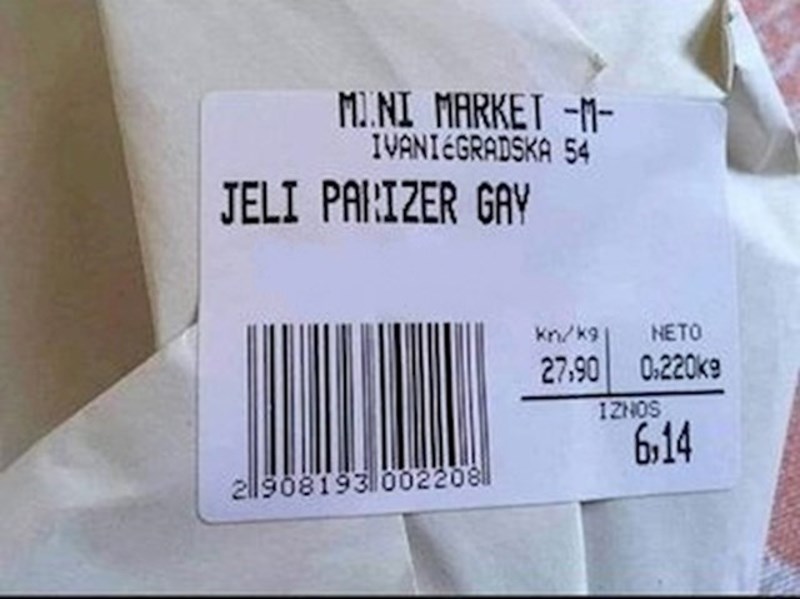 MINI MARKET -M-
IVANIćGRADSKA 54
JELI PARIZER GAY
kn/kg NETO
27,90 0,220kg
IZNOS
6,14
2 908193 002208